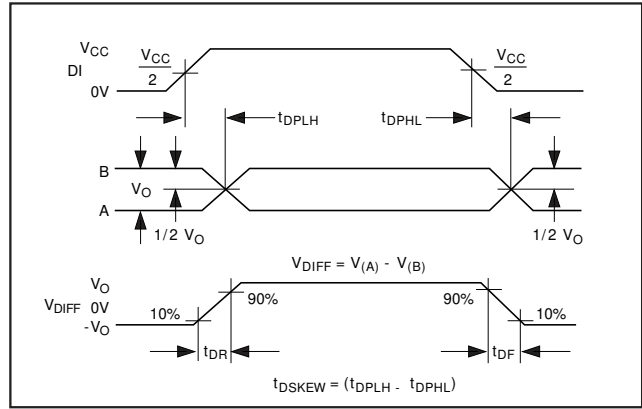 VCC
DI
0V
VCC
2
VCC
2
tDPLH
tDPHL
B
VO
A
1/2 VO
1/2 VO
VDIFF = V(A) - V(B)
VO
VDIFF 0V
-VO
10%
90%
90%
10%
tDR
tDF
tDSKEW = (tDPLH - tDPHL)